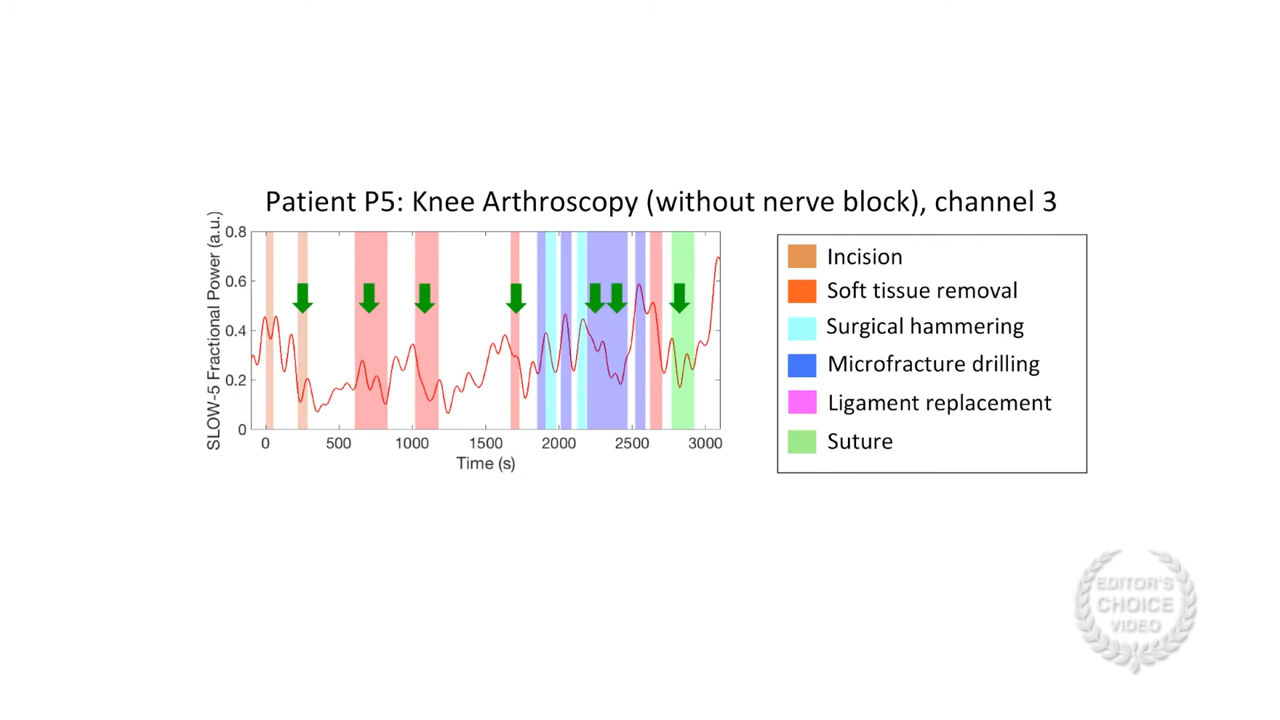 Patient P5: Knee Arthroscopy (without nerve block), channel 3
SLOW-5 Fractional Power (a.u.)
0.8
0.6
0.4
0.2
0
0 500 1000 1500 2000 2500 3000
Time (s)
Incision
Soft tissue removal
Surgical hammering
Microfracture drilling
Ligament replacement
Suture
EDITOR'S
CHOICE
VIDEO